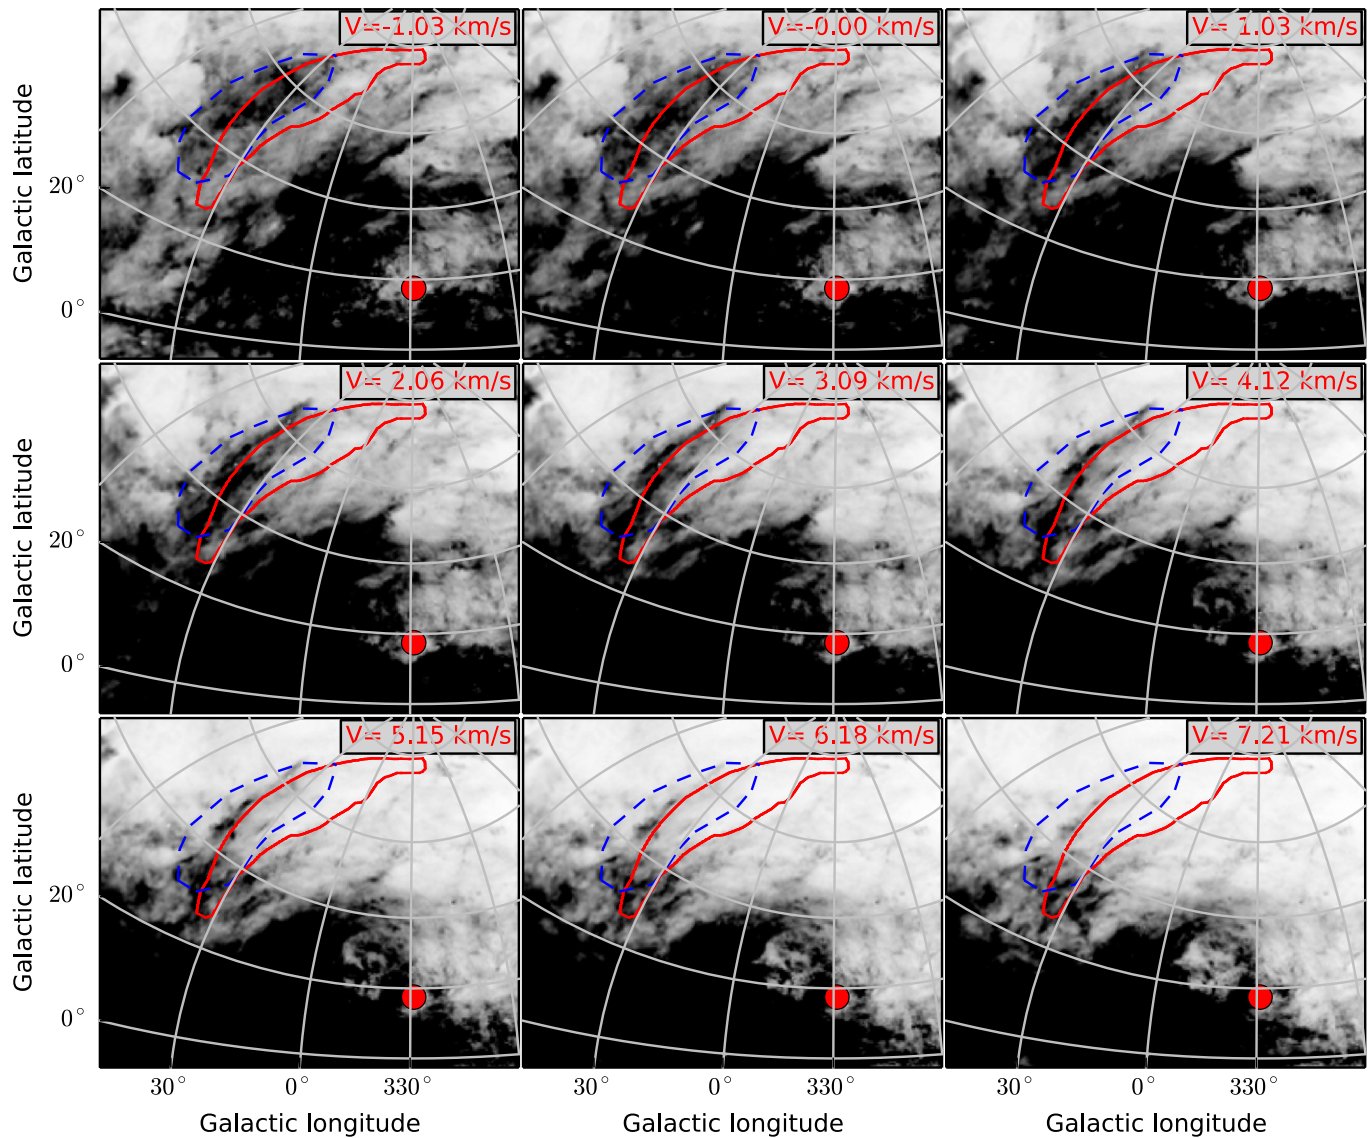 V=-1.03 km/s
V=-0.00 km/s
V= 1.03 km/s
Galactic latitude
20°
0°
V= 2.06 km/s
V= 3.09 km/s
V= 4.12 km/s
Galactic latitude
20°
0°
V= 5.15 km/s
V= 6.18 km/s
V= 7.21 km/s
Galactic latitude
20°
0°
30°
0°
330°
30°
0°
330°
30°
0°
330°
Galactic longitude
Galactic longitude
Galactic longitude